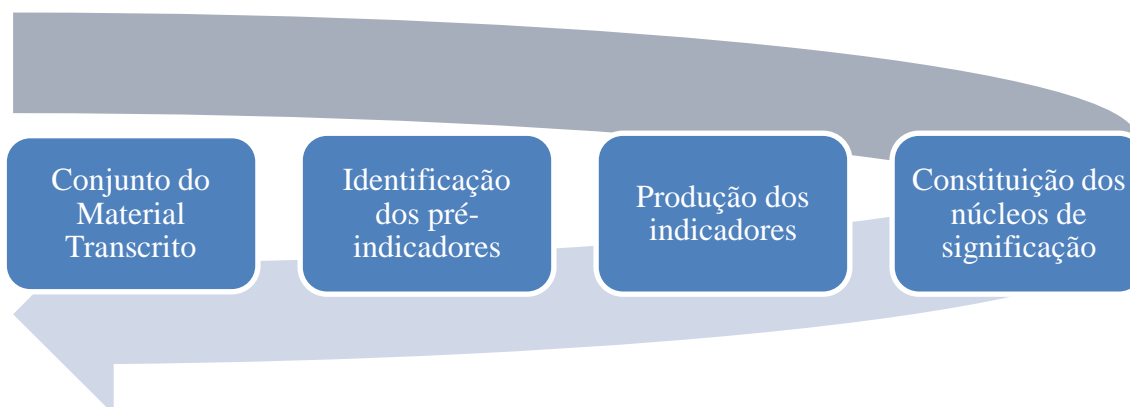 Conjunto do
Material
Transcrito
Identificação
dos pré-
indicadores
Produção dos
indicadores
Constituição dos
núcleos de
significação